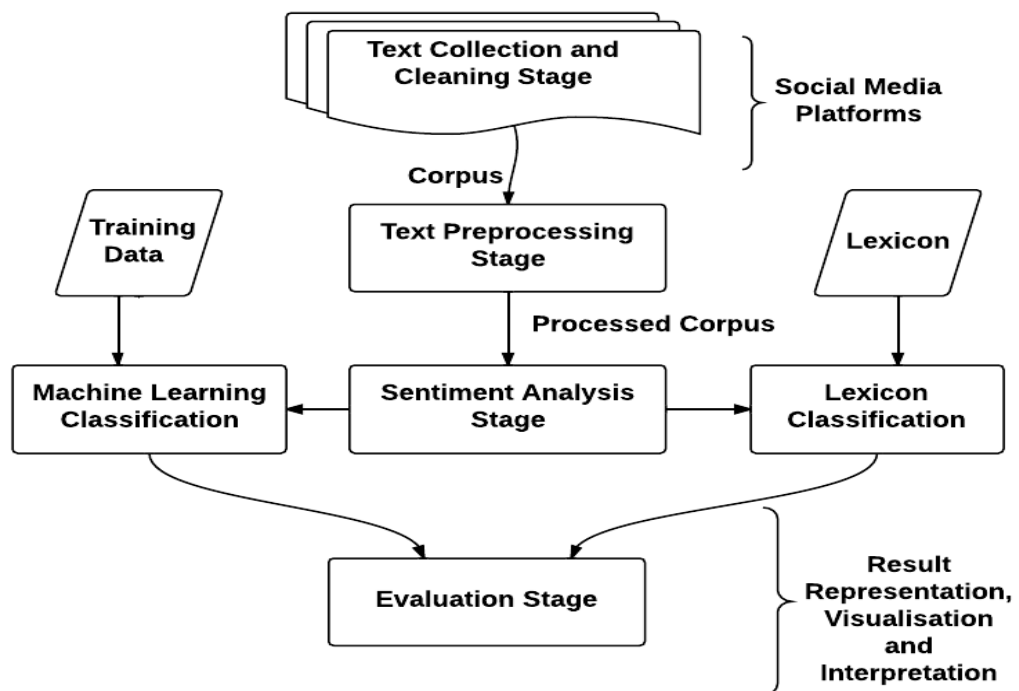 Text Collection and
Cleaning Stage
Social Media
Platforms
Corpus
Training
Data
Text Preprocessing
Stage
Lexicon
Processed Corpus
Machine Learning
Classification
Sentiment Analysis
Stage
Lexicon
Classification
Evaluation Stage
Result
Representation,
Visualisation
and
Interpretation